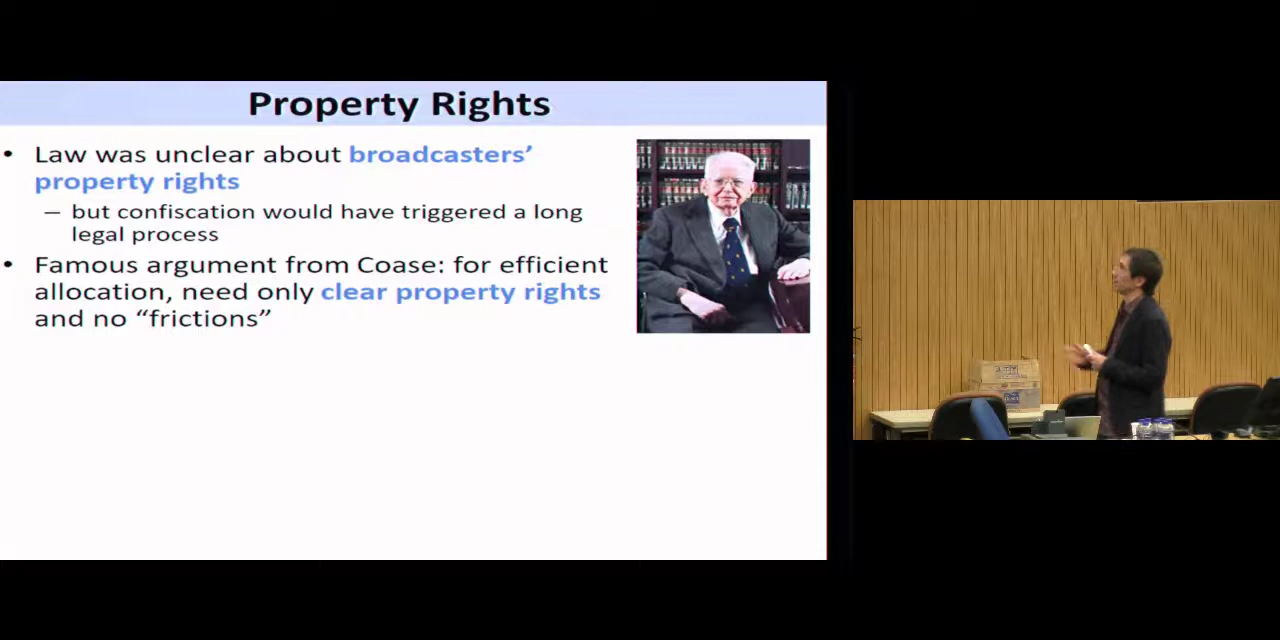 Property Rights
• Law was unclear about broadcasters’
property rights
– but confiscation would have triggered a long
legal process
• Famous argument from Coase: for efficient
allocation, need only clear property rights
and no “frictions”